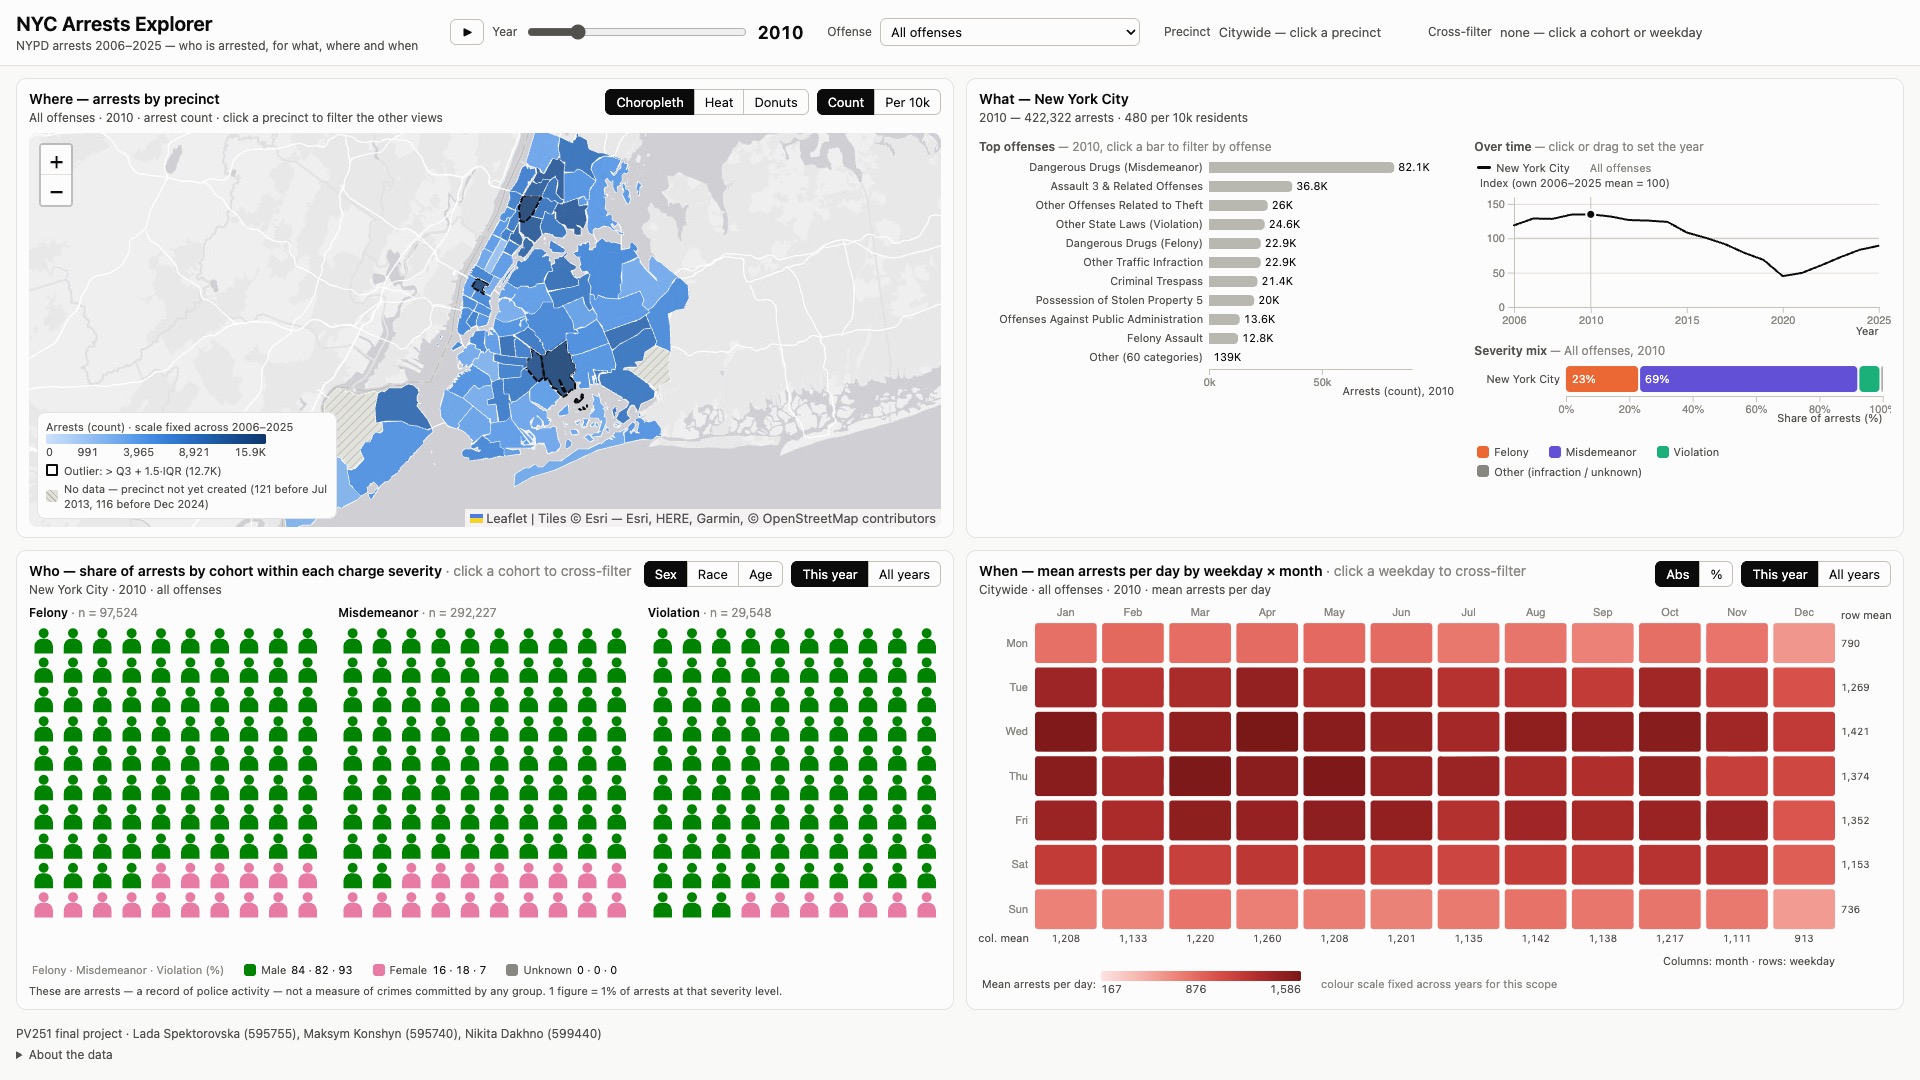 NYC Arrests Explorer
NYPD arrests 2006–2025 — who is arrested, for what, where and when
Year 2010
Offense All offenses
Precinct Citywide — click a precinct
Cross-filter none — click a cohort or weekday
Where — arrests by precinct
All offenses · 2010 · arrest count · click a precinct to filter the other views
Choropleth Heat Donuts
Count Per 10k
+
−
Arrests (count) · scale fixed across 2006–2025
0 991 3,965 8,921 15.9K
Outlier: > Q3 + 1.5·IQR (12.7K)
No data — precinct not yet created (121 before Jul
2013, 116 before Dec 2024)
Leaflet | Tiles © Esri — Esri, HERE, Garmin, © OpenStreetMap contributors
What — New York City
2010 — 422,322 arrests · 480 per 10k residents
Top offenses — 2010, click a bar to filter by offense
Dangerous Drugs (Misdemeanor) 82.1K
Assault 3 & Related Offenses 36.8K
Other Offenses Related to Theft 26K
Other State Laws (Violation) 24.6K
Dangerous Drugs (Felony) 22.9K
Other Traffic Infraction 22.9K
Criminal Trespass 21.4K
Possession of Stolen Property 5 20K
Offenses Against Public Administration 13.6K
Felony Assault 12.8K
Other (60 categories) 139K
0k 50k
Arrests (count), 2010
Over time — click or drag to set the year
New York City All offenses
Index (own 2006–2025 mean = 100)
150
100
50
0
2006 2010 2015 2020 2025
Year
Severity mix — All offenses, 2010
New York City 23% 69%
0% 20% 40% 60% 80% 100%
Share of arrests (%)
Felony Misdemeanor Violation
Other (infraction / unknown)
Who — share of arrests by cohort within each charge severity · click a cohort to cross-filter
New York City · 2010 · all offenses
Sex Race Age
This year All years
Felony · n = 97,524
Misdemeanor · n = 292,227
Violation · n = 29,548
Felony · Misdemeanor · Violation (%) Male 84 · 82 · 93 Female 16 · 18 · 7 Unknown 0 · 0 · 0
These are arrests — a record of police activity — not a measure of crimes committed by any group. 1 figure = 1% of arrests at that severity level.
When — mean arrests per day by weekday × month · click a weekday to cross-filter
Citywide · all offenses · 2010 · mean arrests per day
Abs %
This year All years
Jan Feb Mar Apr May Jun Jul Aug Sep Oct Nov Dec row mean
Mon 790
Tue 1,269
Wed 1,421
Thu 1,374
Fri 1,352
Sat 1,153
Sun 736
col. mean 1,208 1,133 1,220 1,260 1,208 1,201 1,135 1,142 1,138 1,217 1,111 913
Columns: month · rows: weekday
Mean arrests per day: 167 876 1,586 colour scale fixed across years for this scope
PV251 final project · Lada Spektorovska (595755), Maksym Konshyn (595740), Nikita Dakhno (599440)
About the data